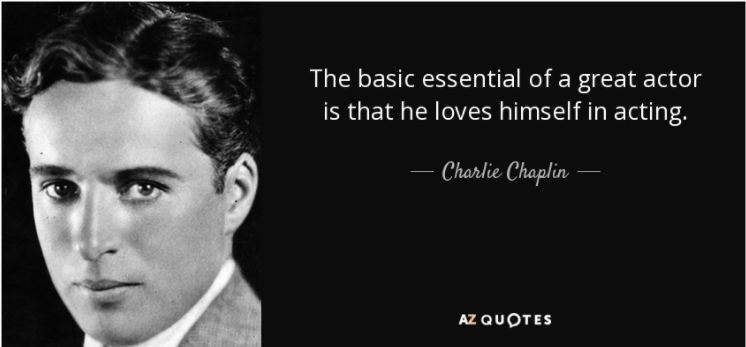 The basic essential of a great actor
is that he loves himself in acting.
— Charlie Chaplin —
AZ QUOTES